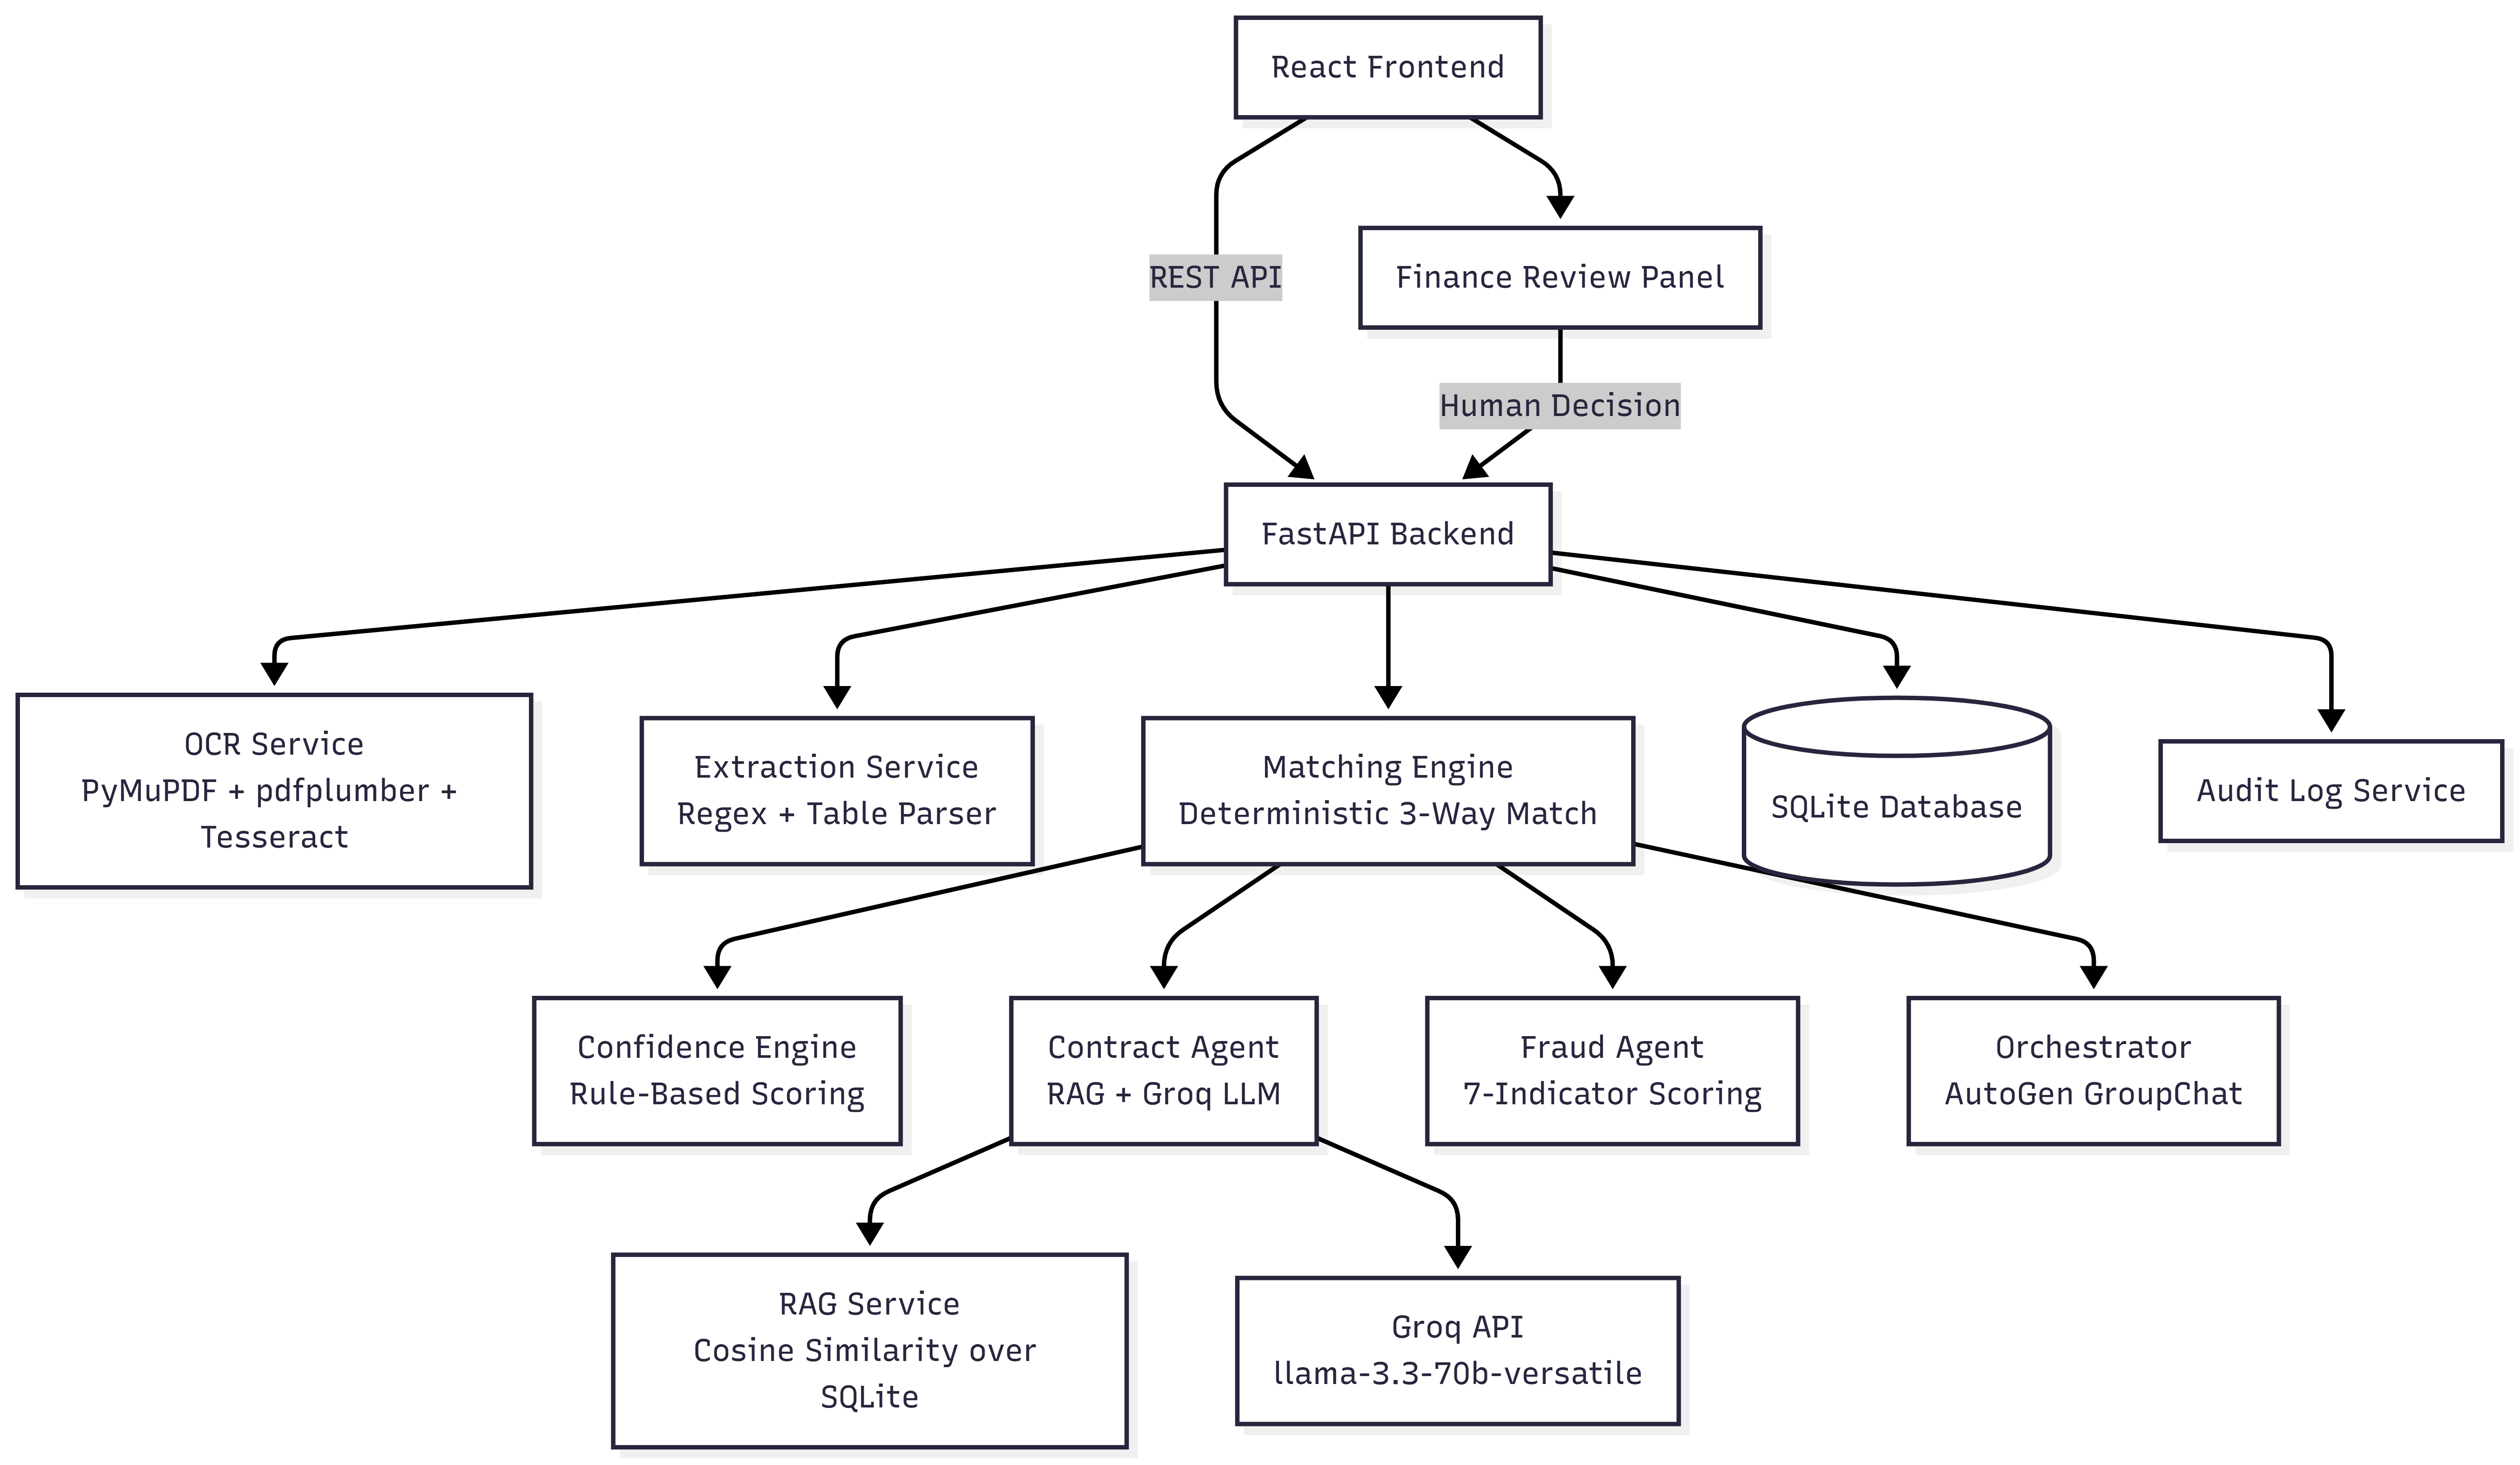 React Frontend
REST API
Finance Review Panel
Human Decision
FastAPI Backend
OCR Service
PyMuPDF + pdfplumber +
Tesseract
Extraction Service
Regex + Table Parser
Matching Engine
Deterministic 3-Way Match
SQLite Database
Audit Log Service
Confidence Engine
Rule-Based Scoring
Contract Agent
RAG + Groq LLM
Fraud Agent
7-Indicator Scoring
Orchestrator
AutoGen GroupChat
RAG Service
Cosine Similarity over
SQLite
Groq API
llama-3.3-70b-versatile